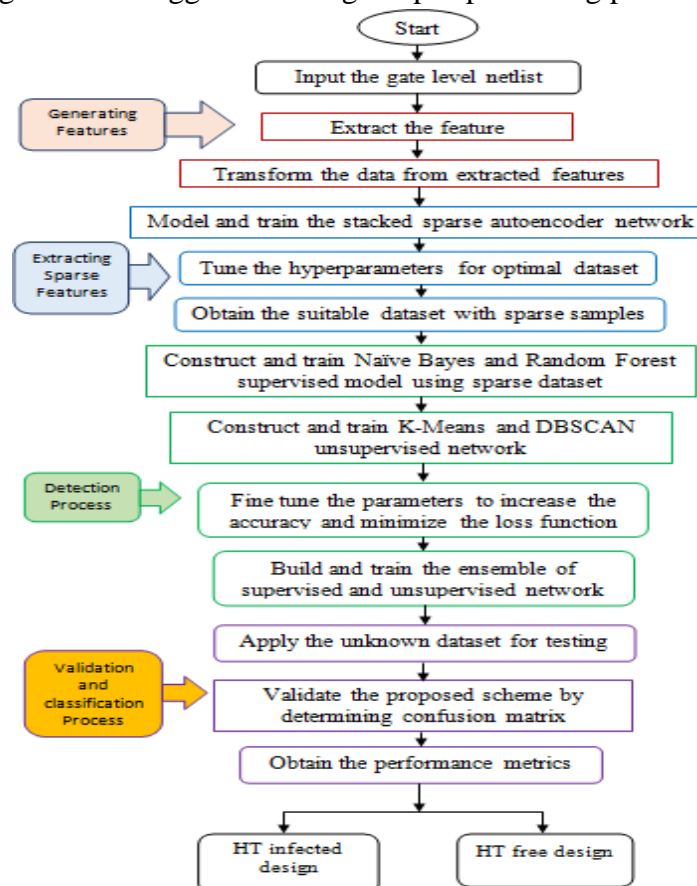 Start
Input the gate level netlist
Generating
Features
Extract the feature
Transform the data from extracted features
Model and train the stacked sparse autoencoder network
Extracting
Sparse
Features
Tune the hyperparameters for optimal dataset
Obtain the suitable dataset with sparse samples
Construct and train Naïve Bayes and Random Forest
supervised model using sparse dataset
Construct and train K-Means and DBSCAN
unsupervised network
Detection
Process
Fine tune the parameters to increase the
accuracy and minimize the loss function
Build and train the ensemble of
supervised and unsupervised network
Apply the unknown dataset for testing
Validation
and
classification
Process
Validate the proposed scheme by
determining confusion matrix
Obtain the performance metrics
HT infected
design
HT free design